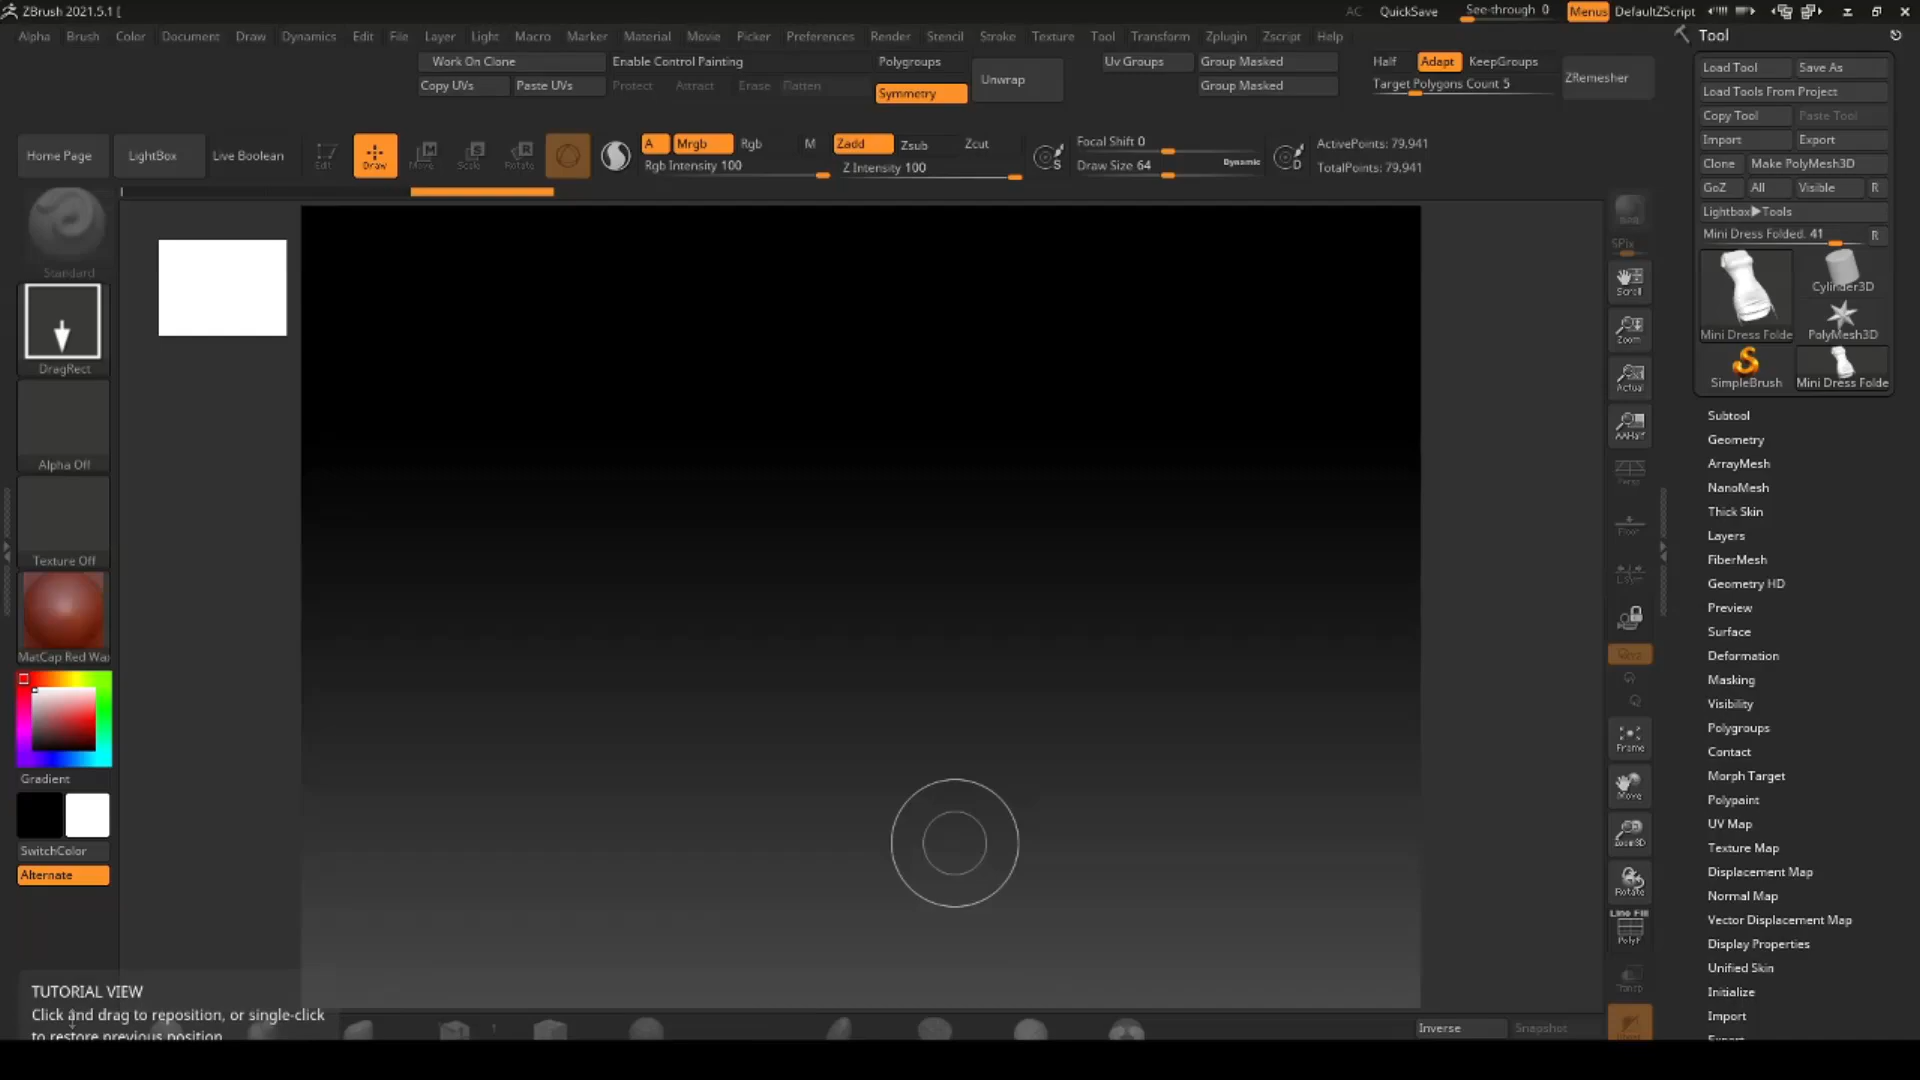 ZBrush 2021.5.1 [
AC QuickSave See-through 0 Menus DefaultZScript
Alpha Brush Color Document Draw Dynamics Edit File Layer Light Macro Marker Material Movie Picker Preferences Render Stencil Stroke Texture Tool Transform Zplugin Zscript Help
Work On Clone Enable Control Painting Polygroups Unwrap Uv Groups Group Masked Half Adapt KeepGroups ZRemesher
Copy UVs Paste UVs Protect Attract Erase Flatten Symmetry Group Masked Target Polygons Count 5
Home Page LightBox Live Boolean Edit Draw Move Scale Rotate A Mrgb Rgb M Zadd Zsub Zcut Focal Shift 0 ActivePoints: 79,941
Rgb Intensity 100 Z Intensity 100 Draw Size 64 Dynamic TotalPoints: 79,941
S
D
Standard
DragRect
Alpha Off
Texture Off
MatCap Red Wa
Gradient
SwitchColor
Alternate
TUTORIAL VIEW
Click and drag to reposition, or single-click
to restore previous position
Inverse Snapshot
BPR
SPix
Scroll
Zoom
Actual
AAHalf
Persp
Floor
L.Sym
Frame
Move
Zoom3D
Rotate
Line Fill
PolyF
Transp
Tool
Load Tool Save As
Load Tools From Project
Copy Tool Paste Tool
Import Export
Clone Make PolyMesh3D
GoZ All Visible R
Lightbox▶Tools
Mini Dress Folded. 41 R
Cylinder3D
Mini Dress Folde PolyMesh3D
SimpleBrush Mini Dress Folde
Subtool
Geometry
ArrayMesh
NanoMesh
Thick Skin
Layers
FiberMesh
Geometry HD
Preview
Surface
Deformation
Masking
Visibility
Polygroups
Contact
Morph Target
Polypaint
UV Map
Texture Map
Displacement Map
Normal Map
Vector Displacement Map
Display Properties
Unified Skin
Initialize
Import